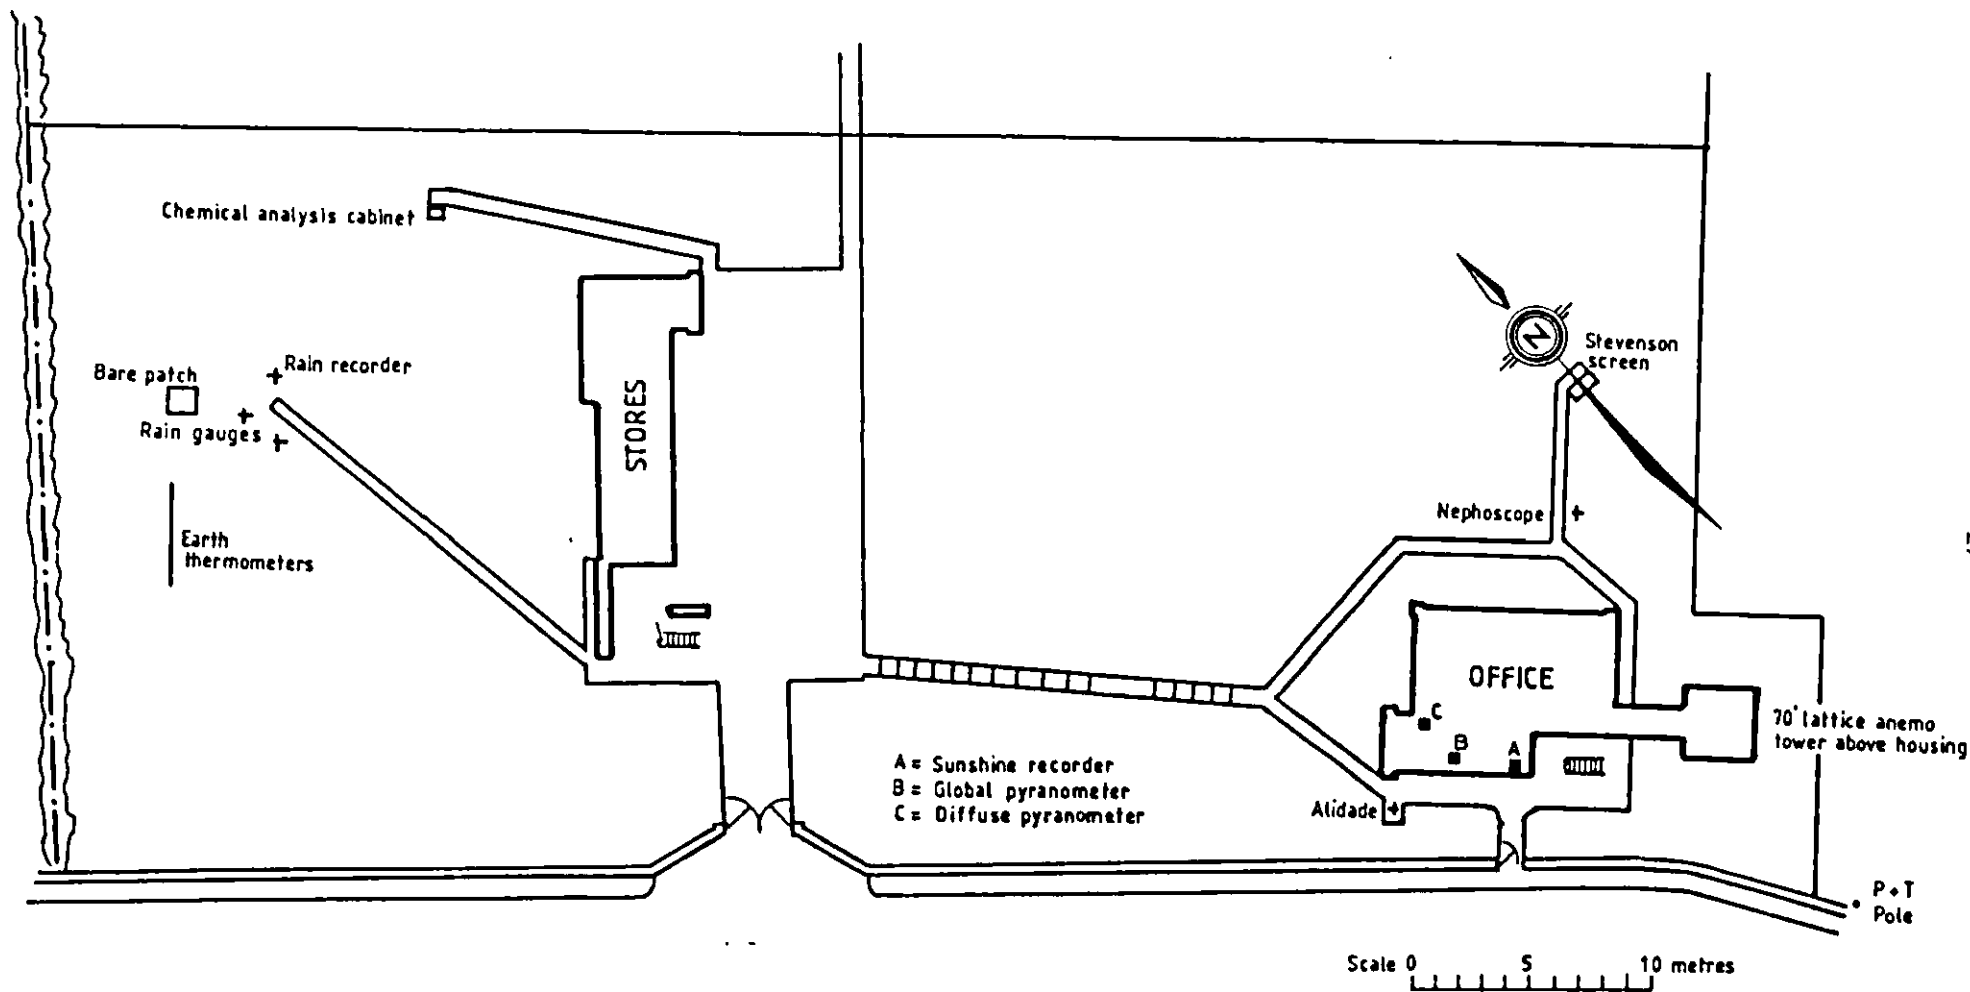 Chemical analysis cabinet
N
Stevenson
screen
Rain recorder
Bare patch
Rain gauges
STORES
Nephoscope
Earth
thermometers
OFFICE
C
B
A
70' lattice anemo
tower above housing
A = Sunshine recorder
B = Global pyranometer
C = Diffuse pyranometer
Alidade
P+T
Pole
Scale 0 5 10 metres